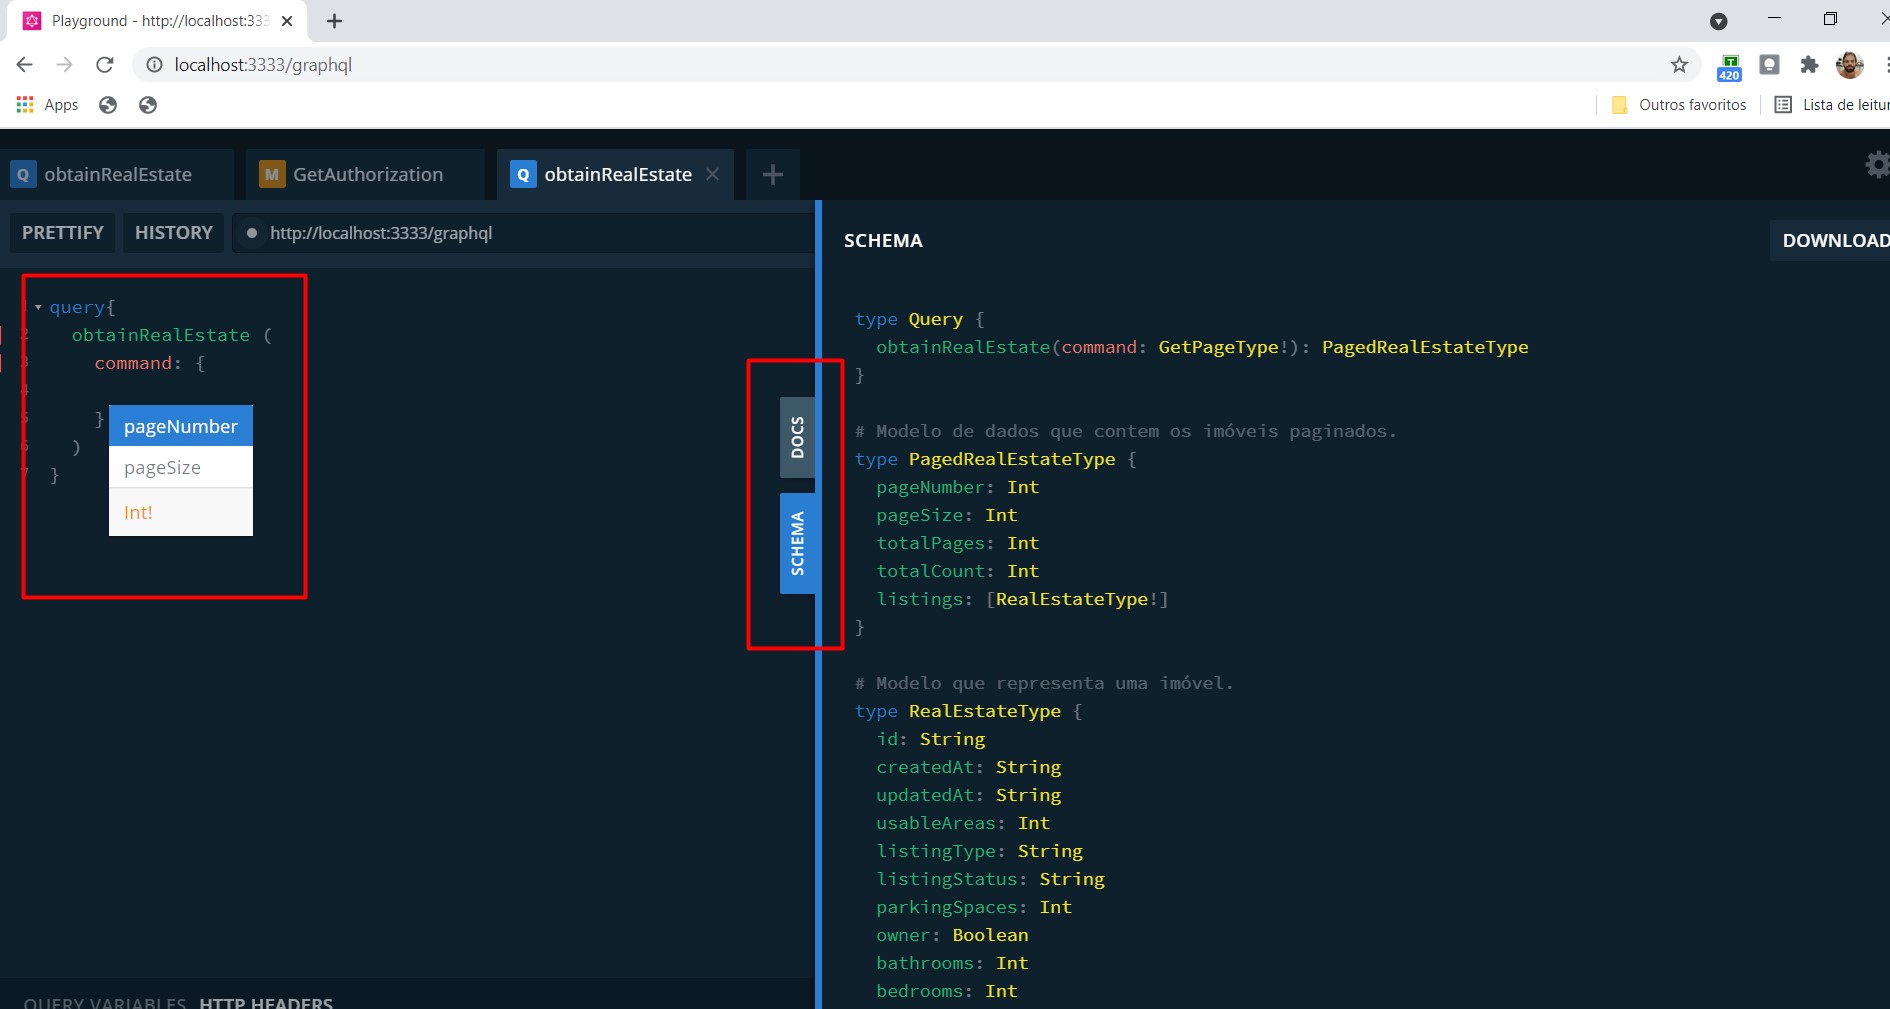 Playground - http://localhost:333
localhost:3333/graphql
T
420
Apps
Outros favoritos
Lista de leitur
Q obtainRealEstate
M GetAuthorization
Q obtainRealEstate
PRETTIFY
HISTORY
http://localhost:3333/graphql
1 query{
2 obtainRealEstate (
3 command: {
4
5 }
6 )
7 }
pageNumber
pageSize
Int!
QUERY VARIABLES HTTP HEADERS
DOCS
SCHEMA
SCHEMA
DOWNLOAD
type Query {
obtainRealEstate(command: GetPageType!): PagedRealEstateType
}
# Modelo de dados que contem os imóveis paginados.
type PagedRealEstateType {
pageNumber: Int
pageSize: Int
totalPages: Int
totalCount: Int
listings: [RealEstateType!]
}
# Modelo que representa uma imóvel.
type RealEstateType {
id: String
createdAt: String
updatedAt: String
usableAreas: Int
listingType: String
listingStatus: String
parkingSpaces: Int
owner: Boolean
bathrooms: Int
bedrooms: Int